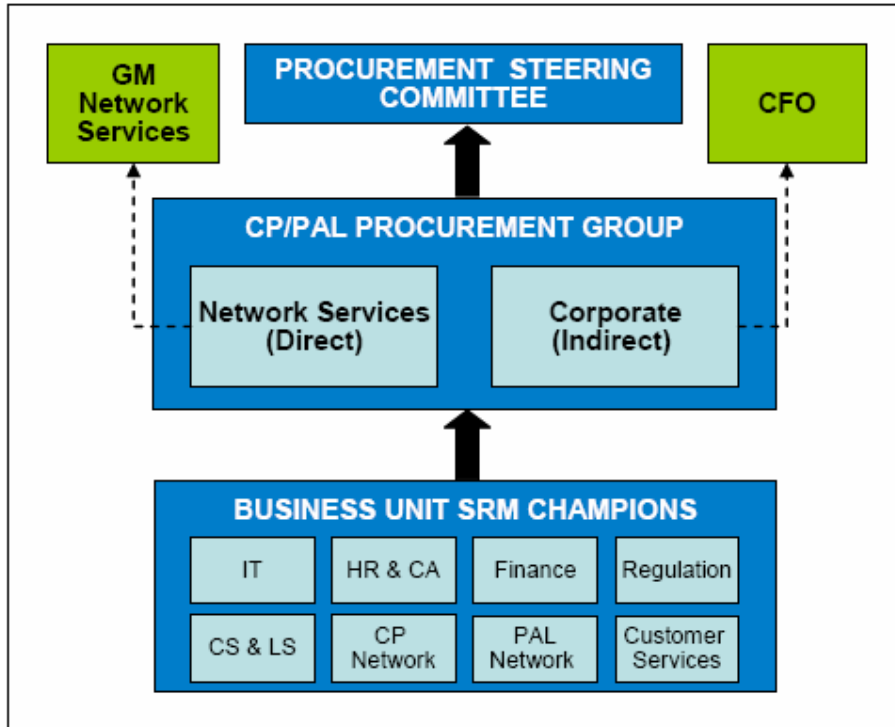 GM
Network
Services
PROCUREMENT STEERING
COMMITTEE
CFO
CP/PAL PROCUREMENT GROUP
Network Services
(Direct)
Corporate
(Indirect)
BUSINESS UNIT SRM CHAMPIONS
IT
HR & CA
Finance
Regulation
CS & LS
CP
Network
PAL
Network
Customer
Services